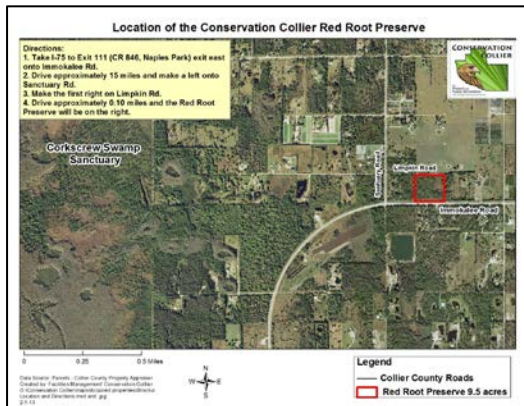 Location of the Conservation Collier Red Root Preserve
Directions:
1. Take I-75 to Exit 111 (CR 846, Naples Park) exit east
onto Immokalee Rd.
2. Drive approximately 15 miles and make a left onto
Sanctuary Rd.
3. Make the first right on Limpkin Rd.
4. Drive approximately 0.10 miles and the Red Root
Preserve will be on the right.
CONSERVATION
COLLIER
Corkscrew Swamp
Sanctuary
Sanctuary Road
Limpkin Road
Immokalee Road
0 0.25 0.5 Miles
Data Source: Parcels - Collier County Property Appraiser
Created by: Facilities Management/ Conservation Collier
Location and Directions
N
W E
S
Legend
Collier County Roads
Red Root Preserve 9.5 acres